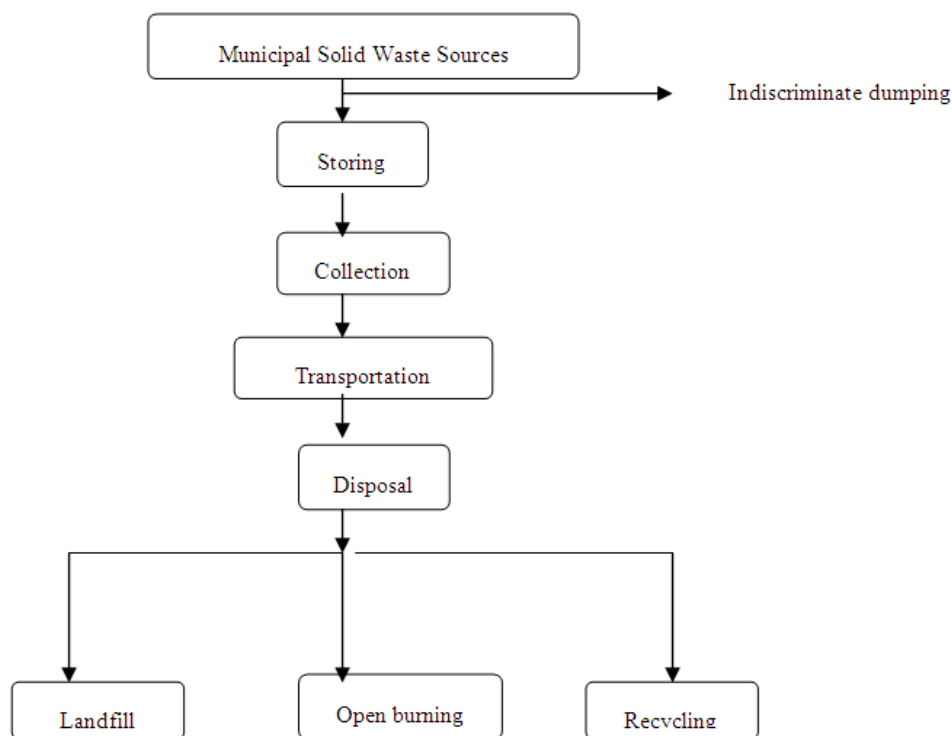 Municipal Solid Waste Sources
Indiscriminate dumping
Storing
Collection
Transportation
Disposal
Landfill
Open burning
Recycling